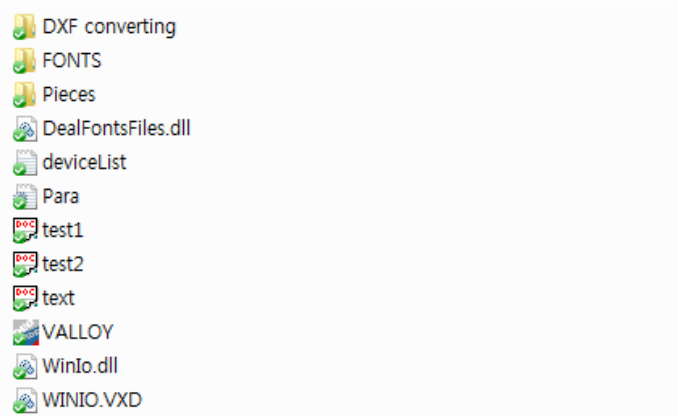 DXF converting
FONTS
Pieces
DealFontsFiles.dll
deviceList
Para
test1
test2
text
VALLOY
WinIo.dll
WINIO.VXD